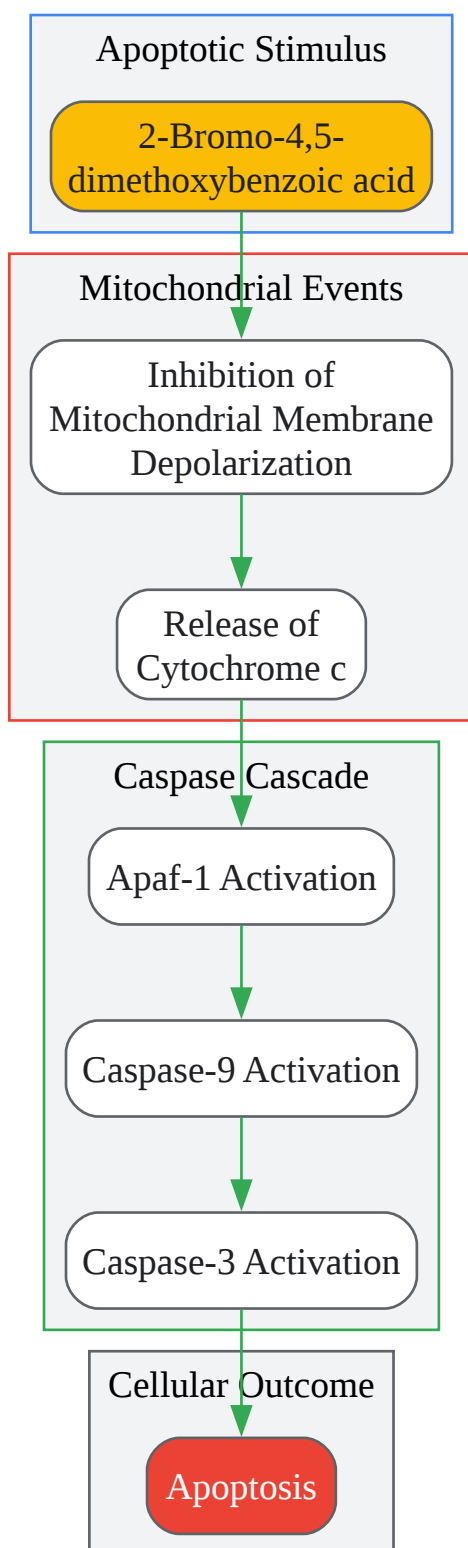 Apoptotic Stimulus
2-Bromo-4,5-
dimethoxybenzoic acid
Mitochondrial Events
Inhibition of
Mitochondrial Membrane
Depolarization
Release of
Cytochrome c
Caspase Cascade
Apaf-1 Activation
Caspase-9 Activation
Caspase-3 Activation
Cellular Outcome
Apoptosis